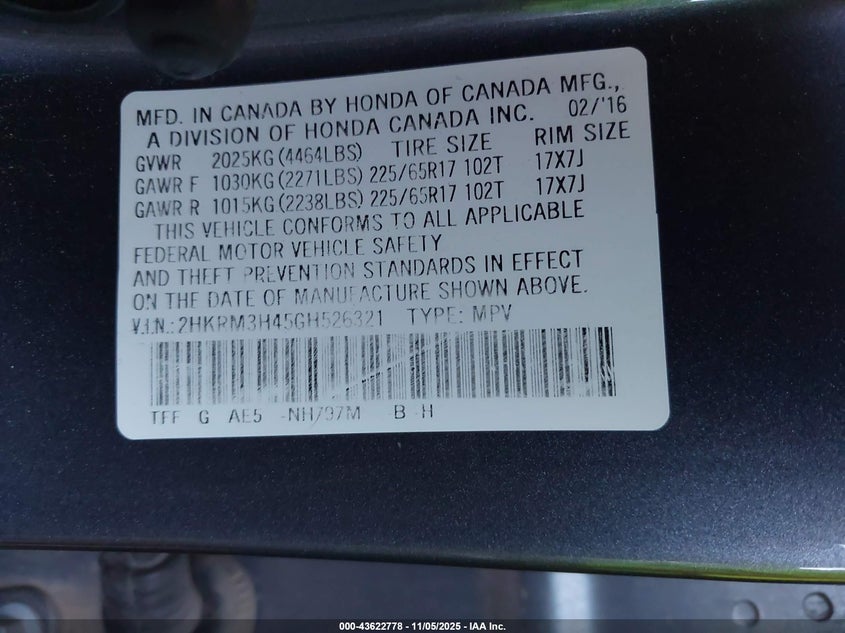 MFD. IN CANADA BY HONDA OF CANADA MFG.,
A DIVISION OF HONDA CANADA INC. 02/'16
GVWR 2025KG (4464LBS) TIRE SIZE RIM SIZE
GAWR F 1030KG (2271LBS) 225/65R17 102T 17X7J
GAWR R 1015KG (2238LBS) 225/65R17 102T 17X7J
THIS VEHICLE CONFORMS TO ALL APPLICABLE
FEDERAL MOTOR VEHICLE SAFETY
AND THEFT PREVENTION STANDARDS IN EFFECT
ON THE DATE OF MANUFACTURE SHOWN ABOVE.
V.I.N.: 2HKRM3H45GH526321 TYPE: MPV
TFF G AE5 -NH797M -B -H
000-43622778 - 11/05/2025 - IAA Inc.